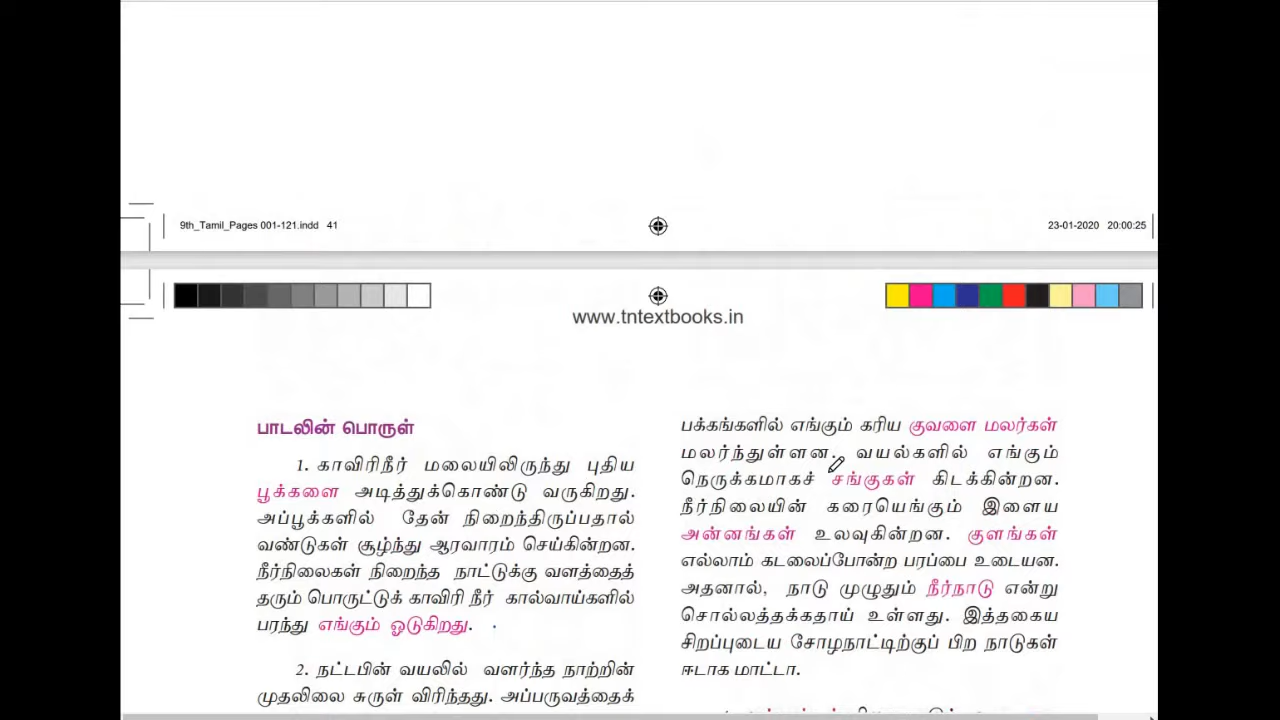 9th_Tamil_Pages 001-121.indd 41
23-01-2020 20:00:25
www.tntextbooks.in
பாடலின் பொருள்
1. காவிரிநீர் மலையிலிருந்து புதிய
பூக்களை அடித்துக்கொண்டு வருகிறது.
அப்பூக்களில் தேன் நிறைந்திருப்பதால்
வண்டுகள் சூழ்ந்து ஆரவாரம் செய்கின்றன.
நீர்நிலைகள் நிறைந்த நாட்டுக்கு வளத்தைத்
தரும் பொருட்டுக் காவிரி நீர் கால்வாய்களில்
பரந்து எங்கும் ஓடுகிறது.
2. நட்டபின் வயலில் வளர்ந்த நாற்றின்
முதலிலை சுருள் விரிந்தது. அப்பருவத்தைக்
பக்கங்களில் எங்கும் கரிய குவளை மலர்கள்
மலர்ந்துள்ளன. வயல்களில் எங்கும்
நெருக்கமாகச் சங்குகள் கிடக்கின்றன.
நீர்நிலையின் கரையெங்கும் இளைய
அன்னங்கள் உலவுகின்றன. குளங்கள்
எல்லாம் கடலைப்போன்ற பரப்பை உடையன.
அதனால், நாடு முழுதும் நீர்நாடு என்று
சொல்லத்தக்கதாய் உள்ளது. இத்தகைய
சிறப்புடைய சோழநாட்டிற்குப் பிற நாடுகள்
ஈடாக மாட்டா.